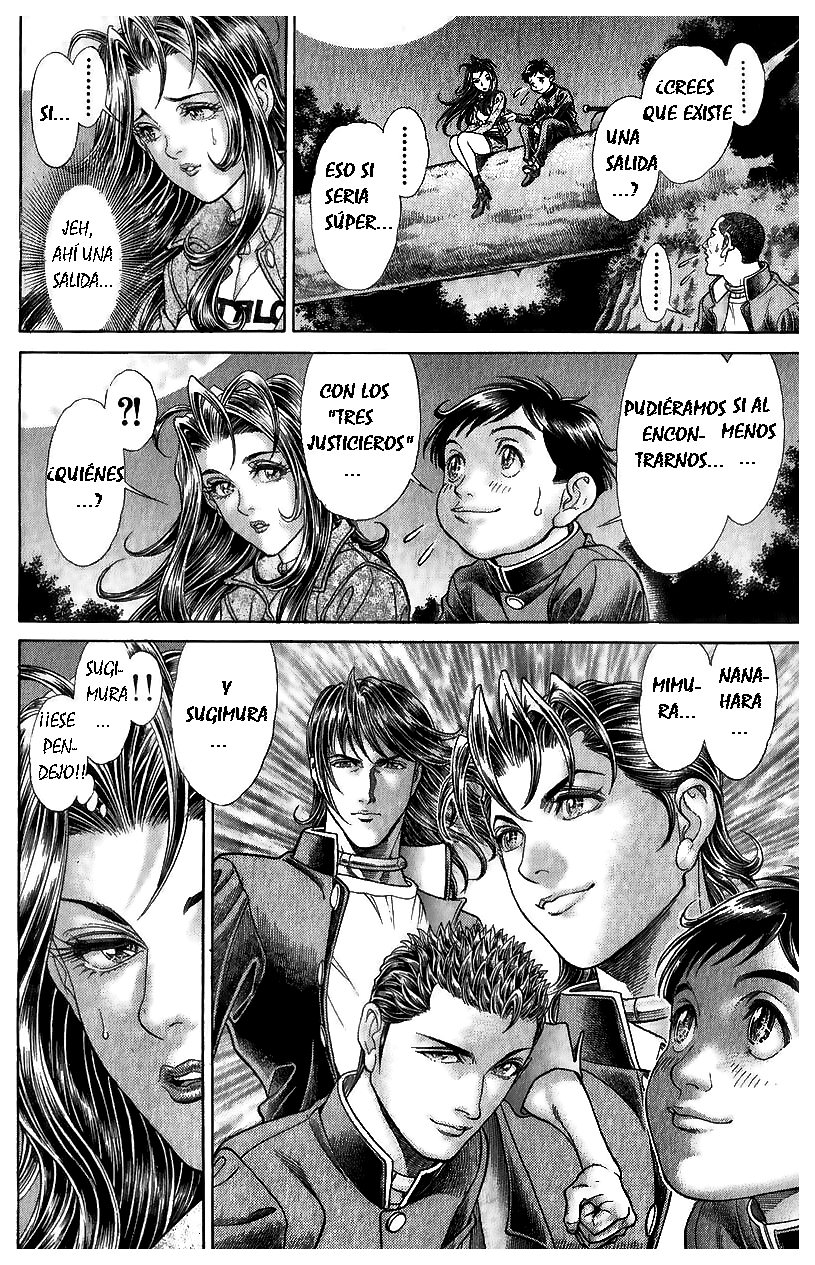 ........
¿CREES
QUE EXISTE
UNA
SALIDA
...?
........
........
ESO SI
SERIA
SÚPER...
........
SI...
JEH,
AHÍ UNA
SALIDA...
SI AL
MENOS
...
PUDIÉRAMOS
ENCON-
TRARNOS...
CON LOS
"TRES
JUSTICIEROS"
...
?!
¿QUIÉNES
...?
NANA-
HARA
...
MIMU-
RA...
Y
SUGIMURA
...
!!
SUGI-
MURA
...
¡¡ESE
PEN-
DEJO!!